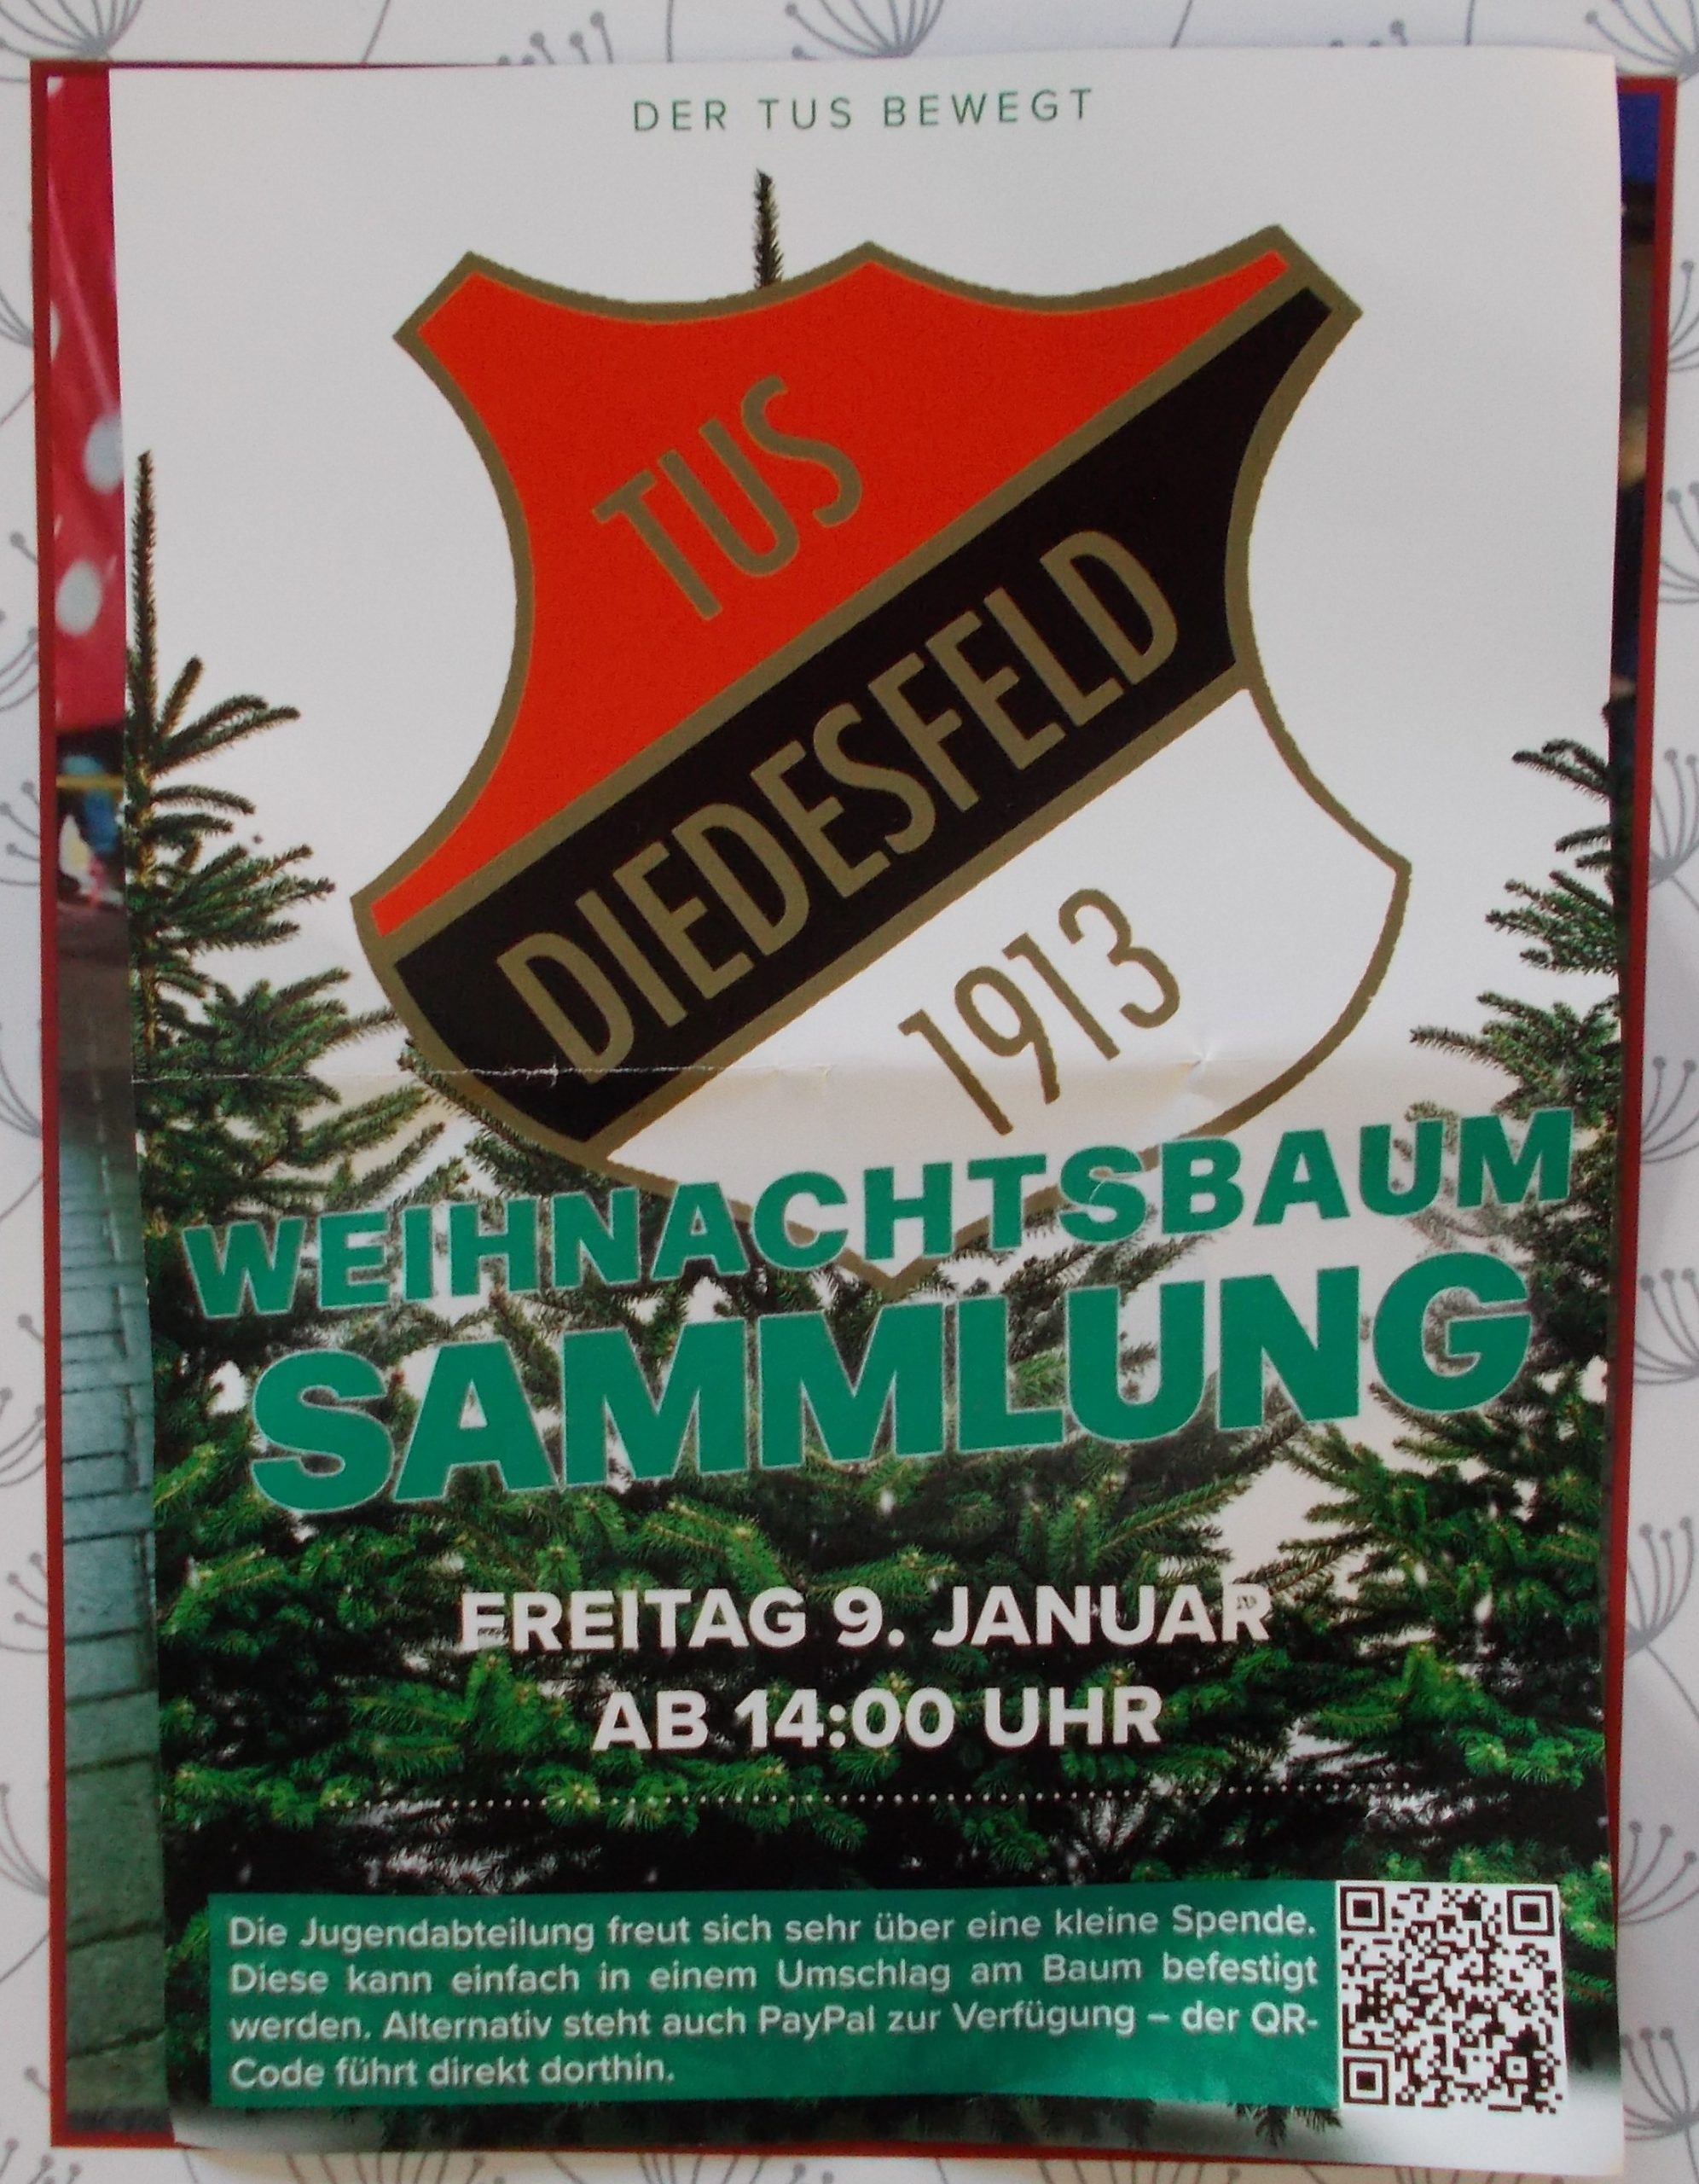 DER TUS BEWEGT
TUS
DIEDESFELD
1913
WEIHNACHTSBAUM
SAMMLUNG
FREITAG 9. JANUAR
AB 14:00 UHR
Die Jugendabteilung freut sich sehr über eine kleine Spende.
Diese kann einfach in einem Umschlag am Baum befestigt
werden. Alternativ steht auch PayPal zur Verfügung – der QR-
Code führt direkt dorthin.